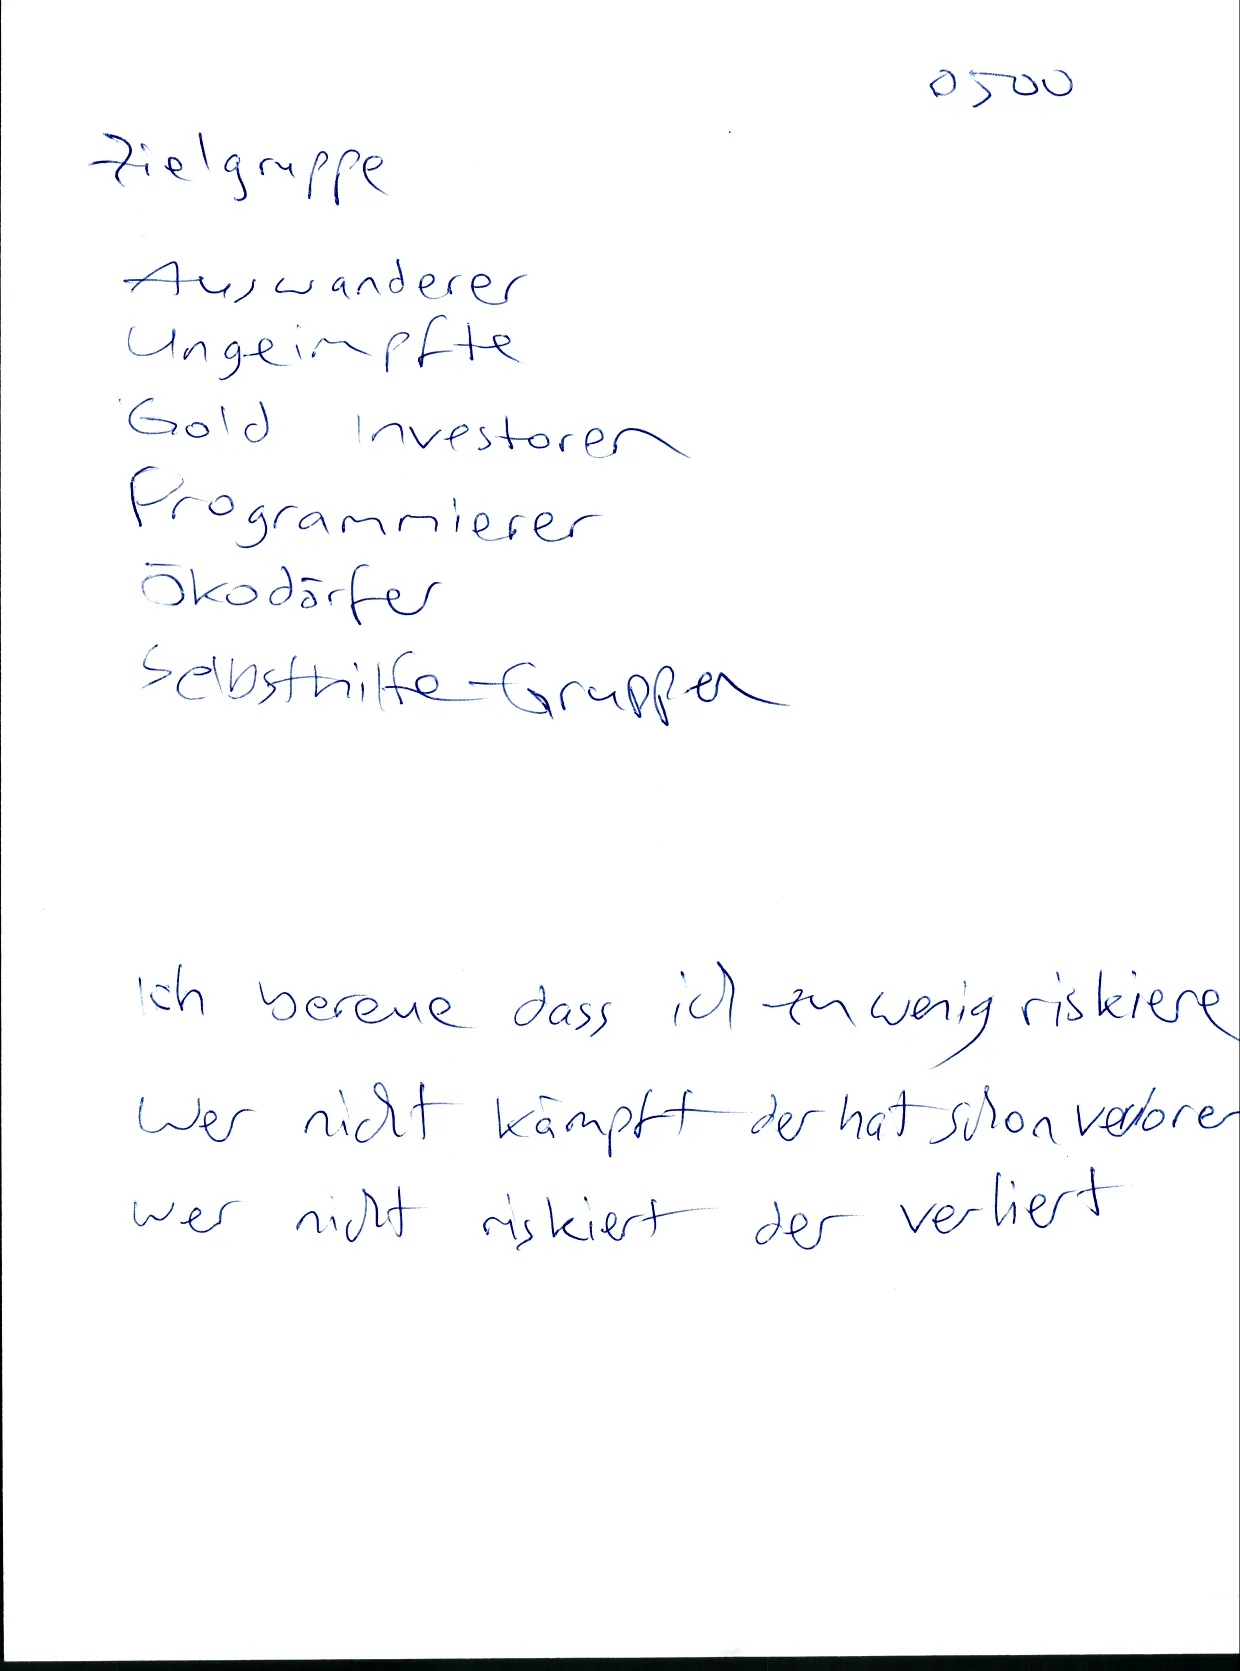 0500
Zielgruppe
Auswanderer
Ungeimpfte
Gold Investoren
Programmierer
Ökodörfer
Selbsthilfe-Gruppen
Ich bereue dass ich zu wenig riskiere
Wer nicht kämpft der hat schon verloren
wer nicht riskiert der verliert